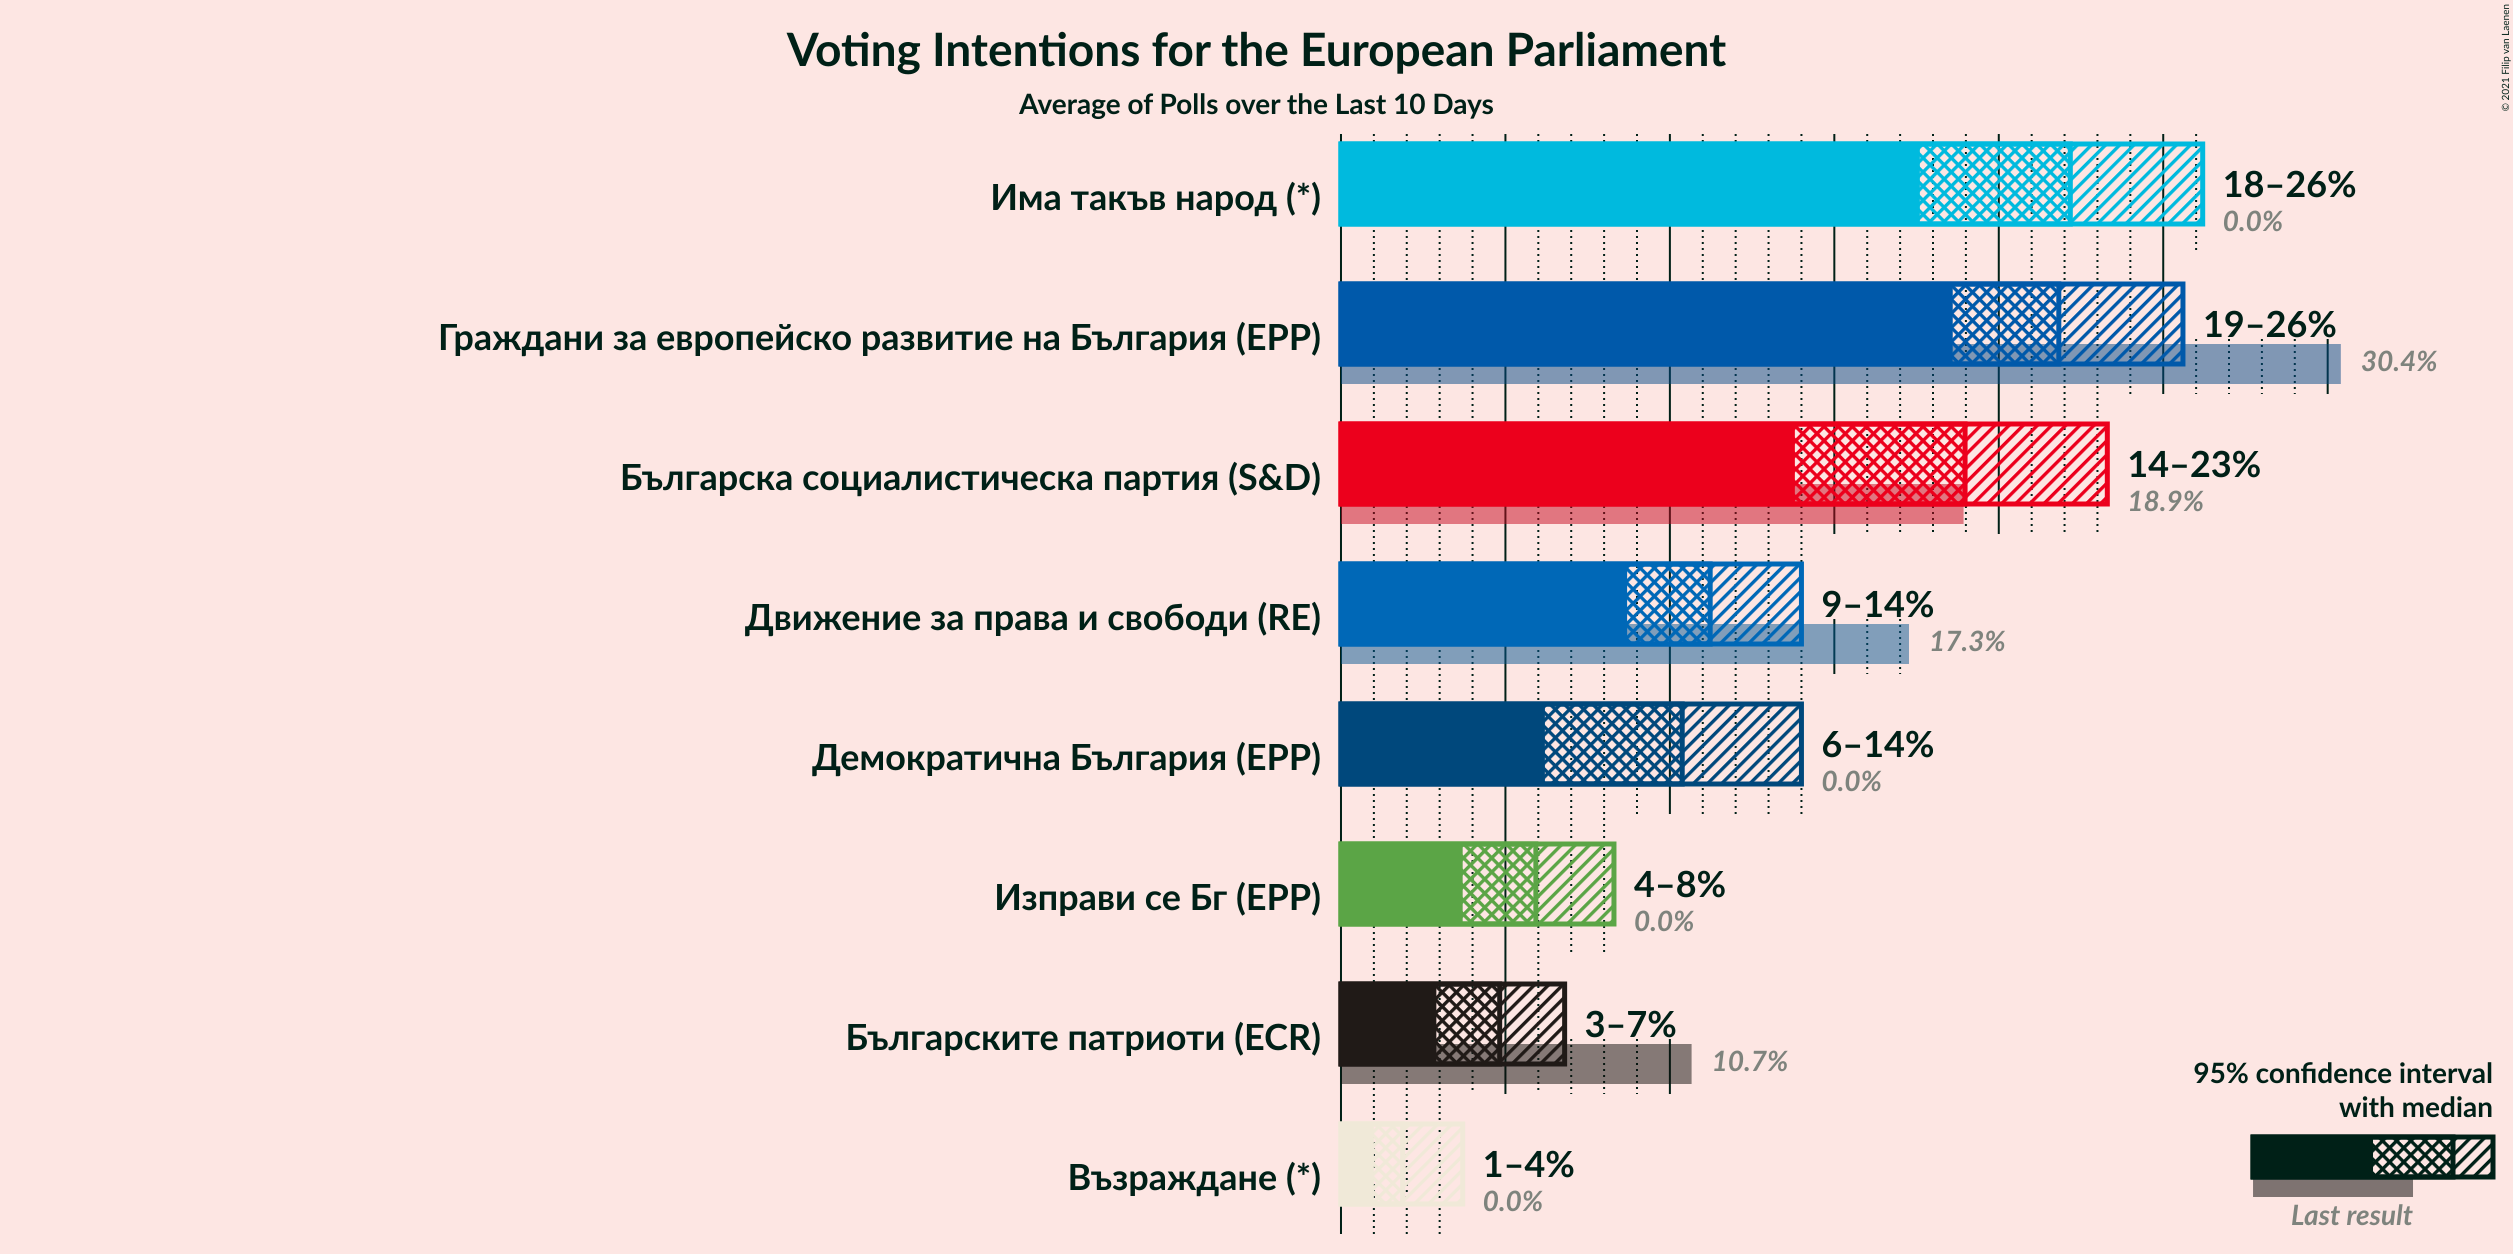 © 2021 Filip van Laenen
Voting Intentions for the European Parliament
Average of Polls over the Last 10 Days
Има такъв народ (*)
18–26%
0.0%
Граждани за европейско развитие на България (EPP)
19–26%
30.4%
Българска социалистическа партия (S&D)
14–23%
18.9%
Движение за права и свободи (RE)
9–14%
17.3%
Демократична България (EPP)
6–14%
0.0%
Изправи се Бг (EPP)
4–8%
0.0%
Българските патриоти (ECR)
3–7%
10.7%
Възраждане (*)
1–4%
0.0%
95% confidence interval
with median
Last result